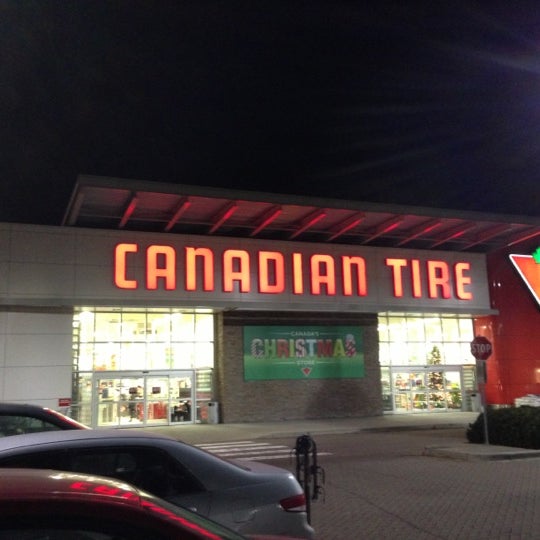 CANADIAN TIRE
CANADA'S
CHRISTMAS
STORE
STOP